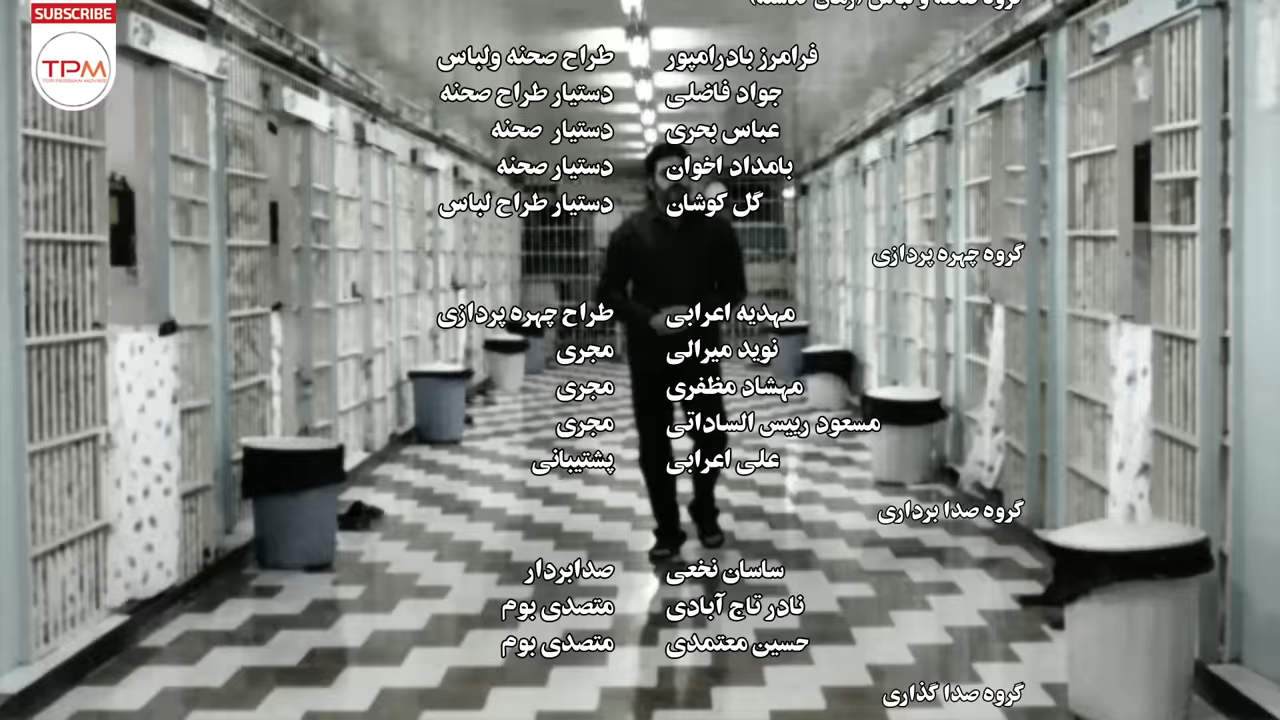 SUBSCRIBE
TPM
TOP PERSIAN MOVIES
طراح صحنه ولباس فرامرز بادرامپور
دستیار طراح صحنه جواد فاضلی
دستیار صحنه عباس بحری
دستیار صحنه بامداد اخوان
دستیار طراح لباس گل کوشان
گروه چهره پردازی
طراح چهره پردازی مهدیه اعرابی
مجری نوید میرالی
مجری مهشاد مظفری
مجری مسعود رییس الساداتی
پشتیبانی علی اعرابی
گروه صدا برداری
صدابردار ساسان نخعی
متصدی بوم نادر تاج آبادی
متصدی بوم حسین معتمدی
گروه صدا گذاری